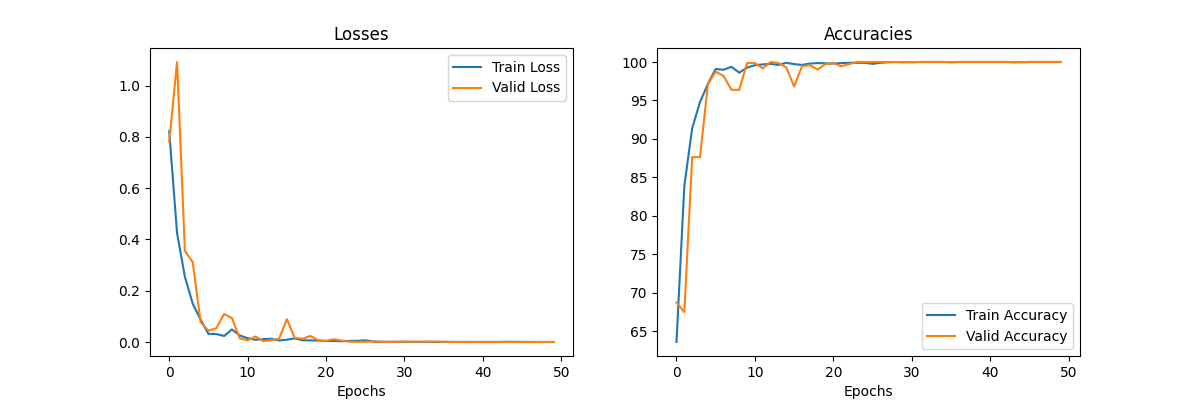 Losses
Train Loss
Valid Loss
1.0
0.8
0.6
0.4
0.2
0.0
0 10 20 30 40 50
Epochs
Accuracies
100
95
90
85
80
75
70
65
Train Accuracy
Valid Accuracy
0 10 20 30 40 50
Epochs